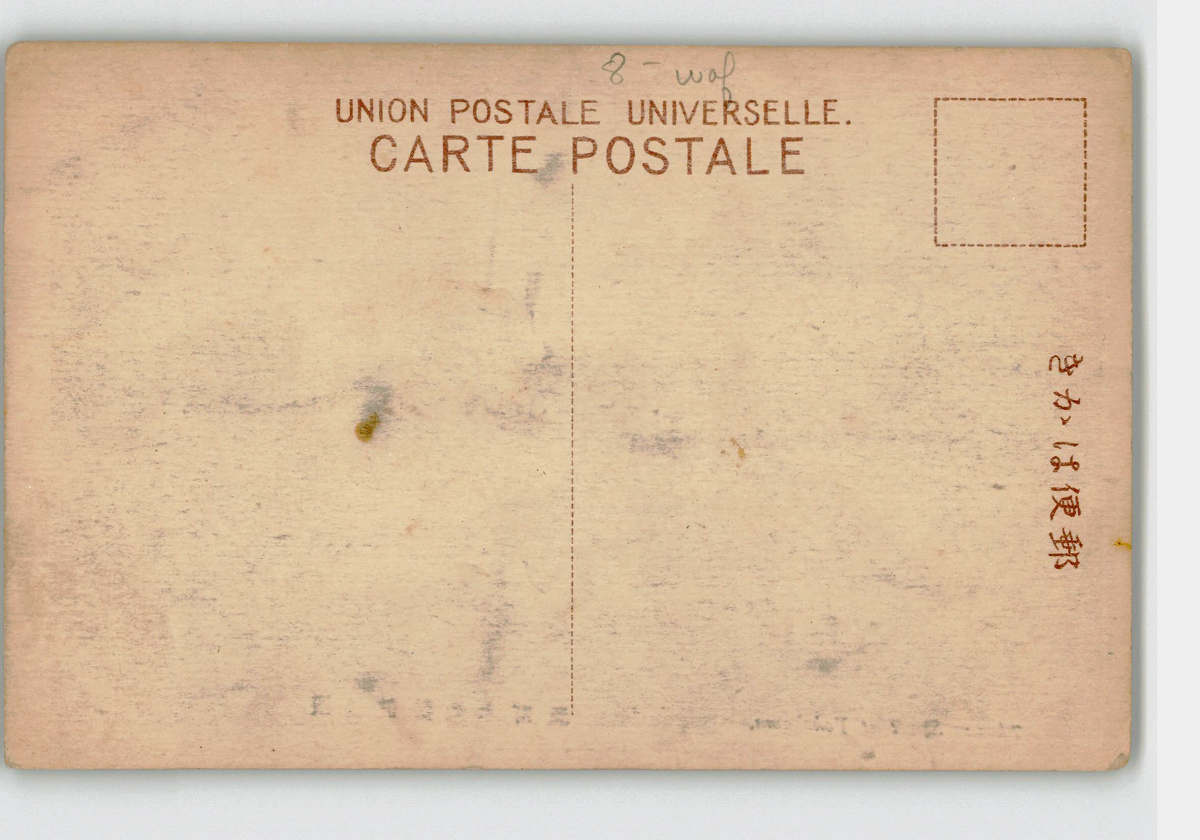 8 - waf
UNION POSTALE UNIVERSELLE.
CARTE POSTALE
きかは便郵